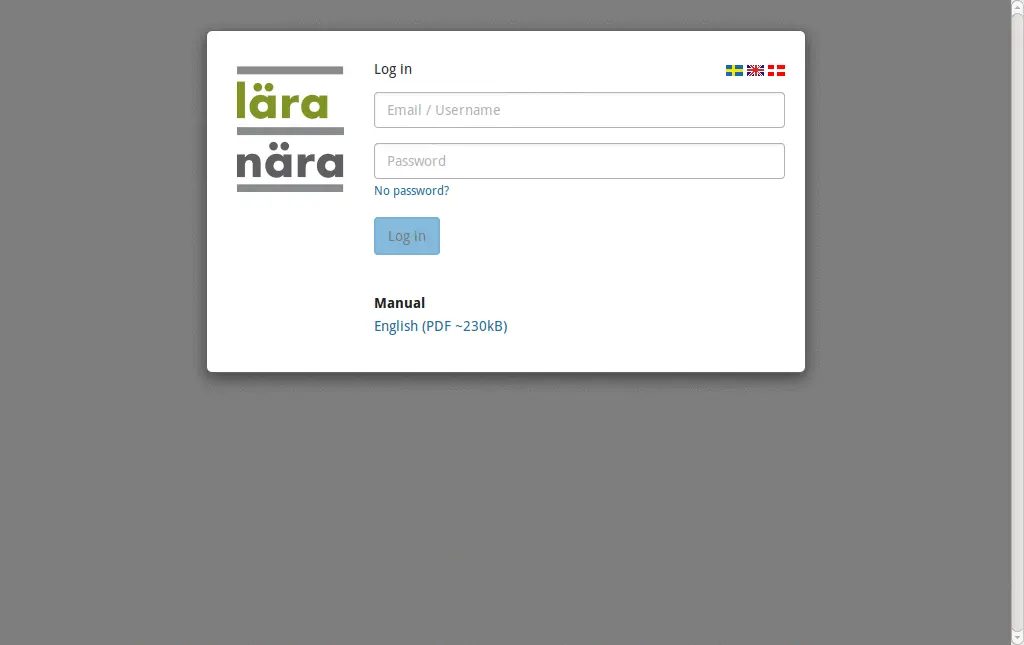 lära
nära
Log in
Email / Username
Password
No password?
Log in
Manual
English (PDF ~230kB)